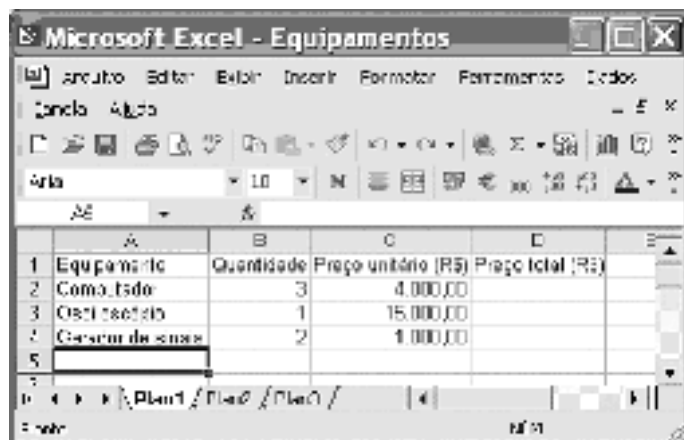 Microsoft Excel - Equipamentos
Arquivo Editar Exibir Inserir Formatar Ferramentas Dados
Janela Ajuda
Arial 10 N
A5
A B C D E
1 Equipamento Quantidade Preço unitário (R$) Preço total (R$)
2 Computador 3 4.000,00
3 Osciloscópio 1 15.000,00
4 Gerador de sinais 2 1.000,00
5
Plan1 Plan2 Plan3
Pronto NÚM